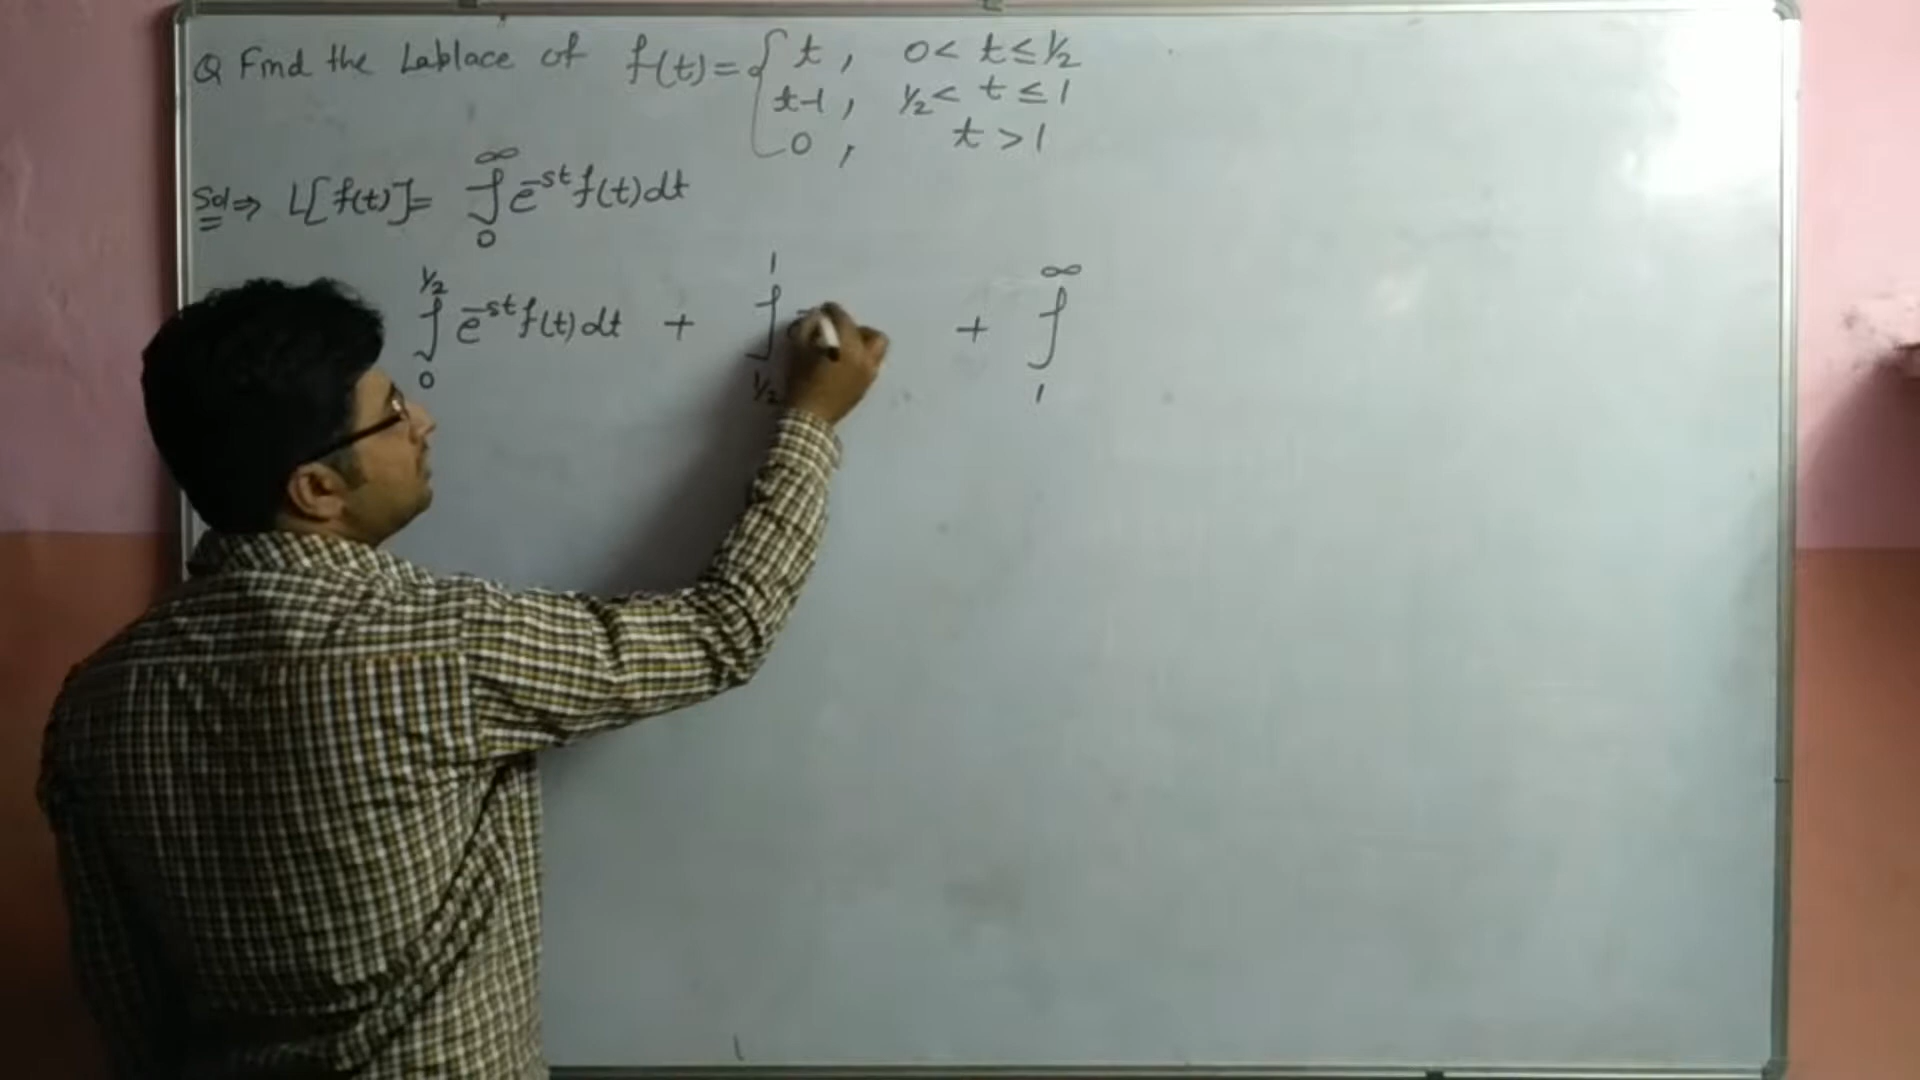 Q Find the Lablace of f(t) = { t , 0 < t ≤ 1/2
t-1 , 1/2 < t ≤ 1
0 , t > 1
Sol ⇒ L[f(t)] = ∫₀^∞ e^-st f(t) dt
∫₀^1/2 e^-st f(t) dt + ∫_1/2^1 + ∫₁^∞